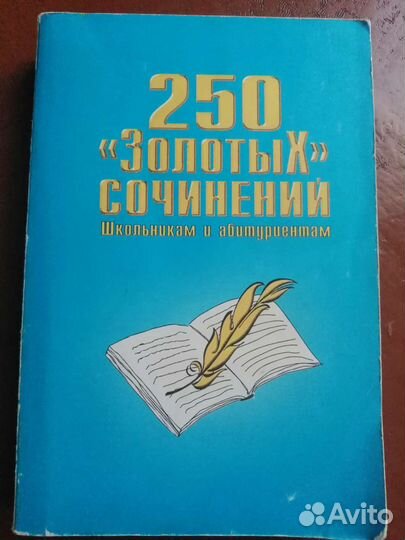 250
«ЗОЛОТЫХ»
СОЧИНЕНИЙ
Школьникам и абитуриентам
Avito